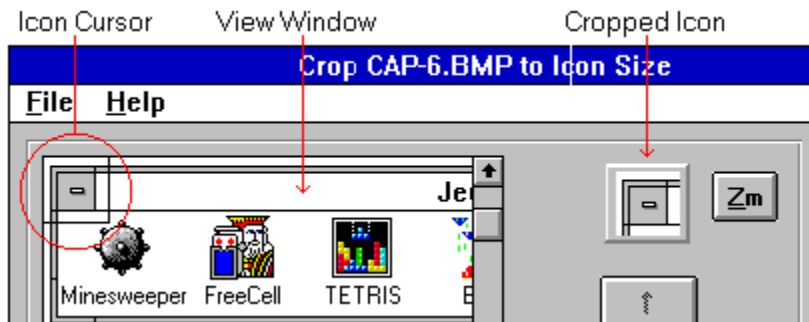 Icon Cursor View Window Cropped Icon
Crop CAP-6.BMP to Icon Size
File Help
Je
Zm
Minesweeper FreeCell TETRIS